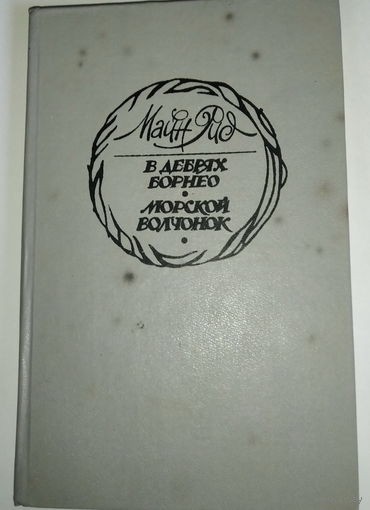 Майн Рид
В ДЕБРЯХ
БОРНЕО
•
МОРСКОЙ
ВОЛЧОНОК
•